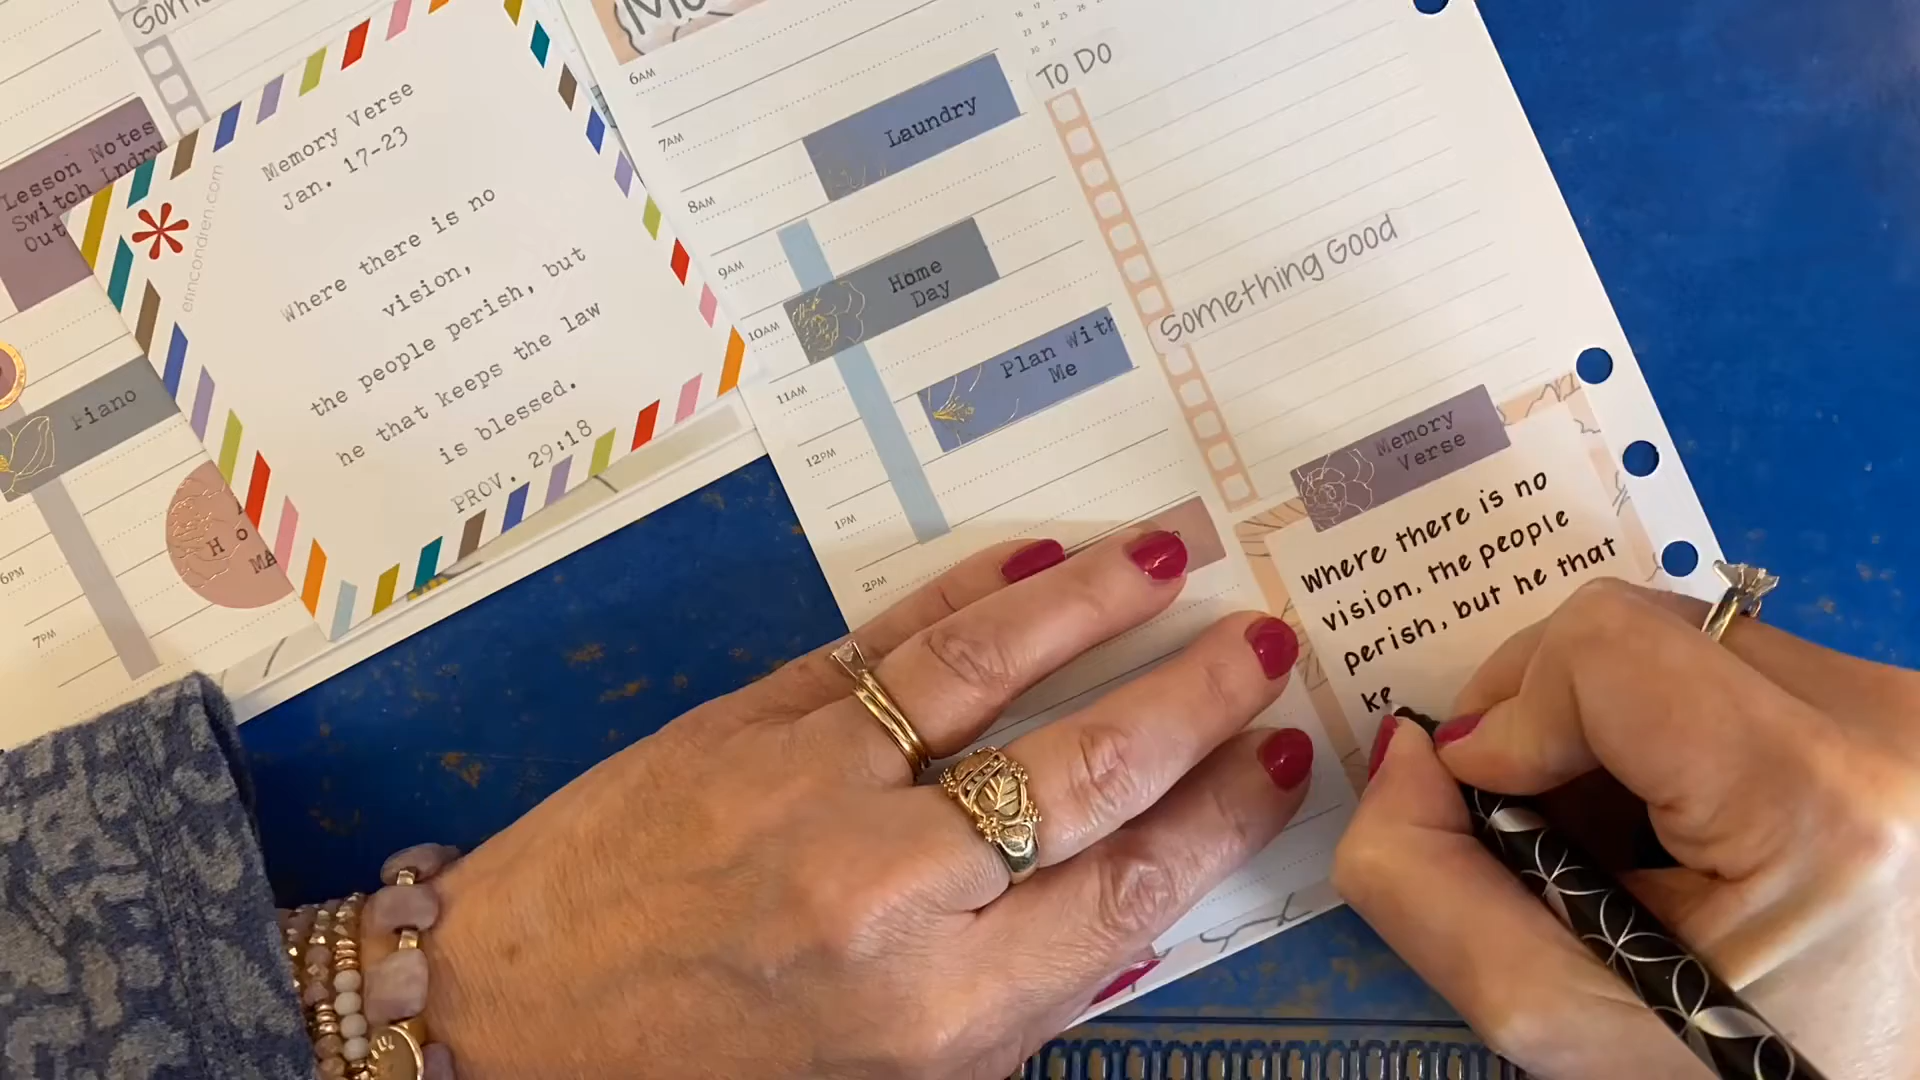 Lesson Notes
Switch Lndry
Out
Piano
6PM
7PM
erincondren.com
Memory Verse
Jan. 17-23
Where there is no
vision,
the people perish, but
he that keeps the law
is blessed.
PROV. 29:18
6AM
7AM
8AM
9AM
10AM
11AM
12PM
1PM
2PM
Laundry
Home
Day
Plan With
Me
TO DO
Something Good
Memory
Verse
Where there is no
vision, the people
perish, but he that
ke